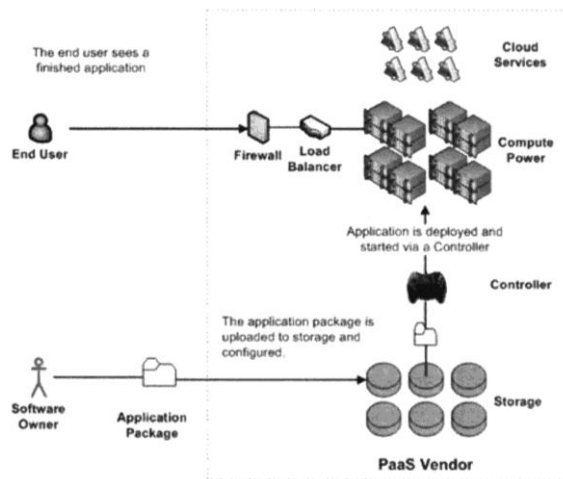 The end user sees a
finished application
Cloud
Services
End User
Firewall
Load
Balancer
Compute
Power
Application is deployed and
started via a Controller
Controller
The application package is
uploaded to storage and
configured.
Software
Owner
Application
Package
Storage
PaaS Vendor